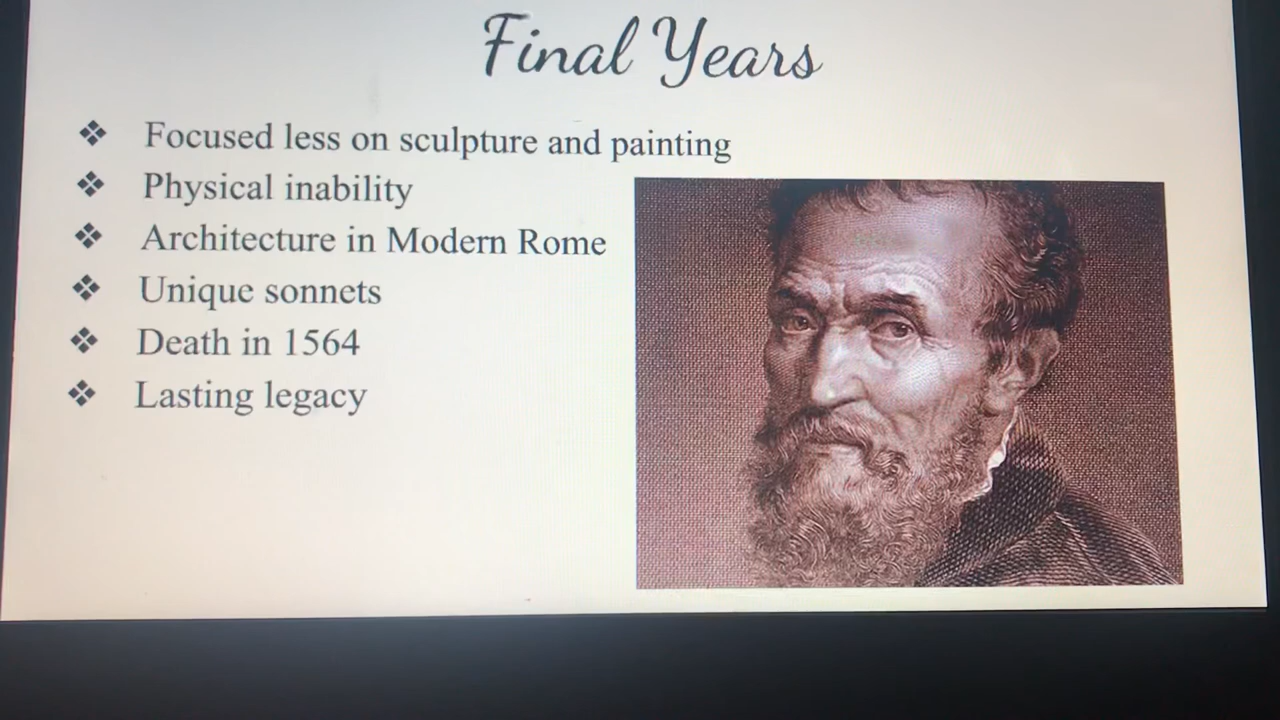 Final Years
❖ Focused less on sculpture and painting
❖ Physical inability
❖ Architecture in Modern Rome
❖ Unique sonnets
❖ Death in 1564
❖ Lasting legacy